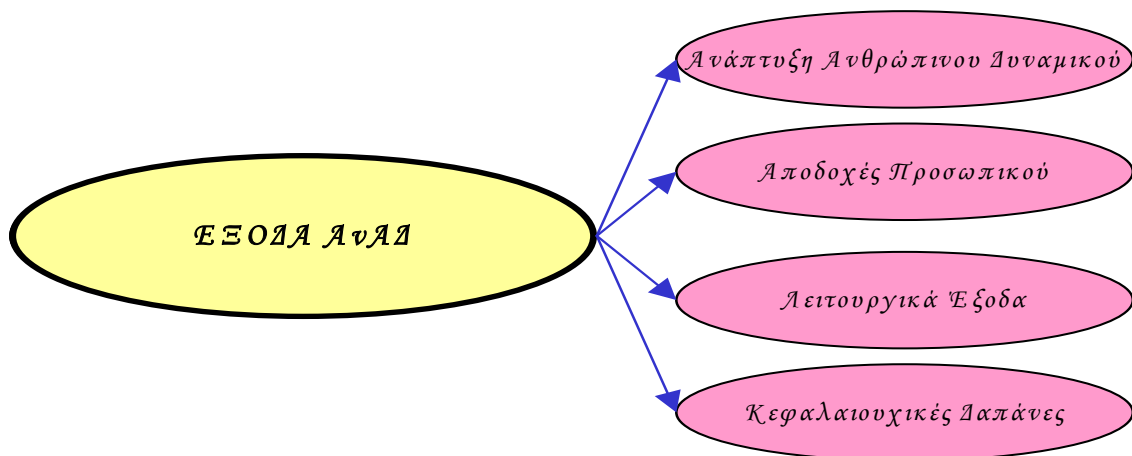 ΕΞΟΔΑ ΑνΑΔ
Ανάπτυξη Ανθρώπινου Δυναμικού
Αποδοχές Προσωπικού
Λειτουργικά Έξοδα
Κεφαλαιουχικές Δαπάνες